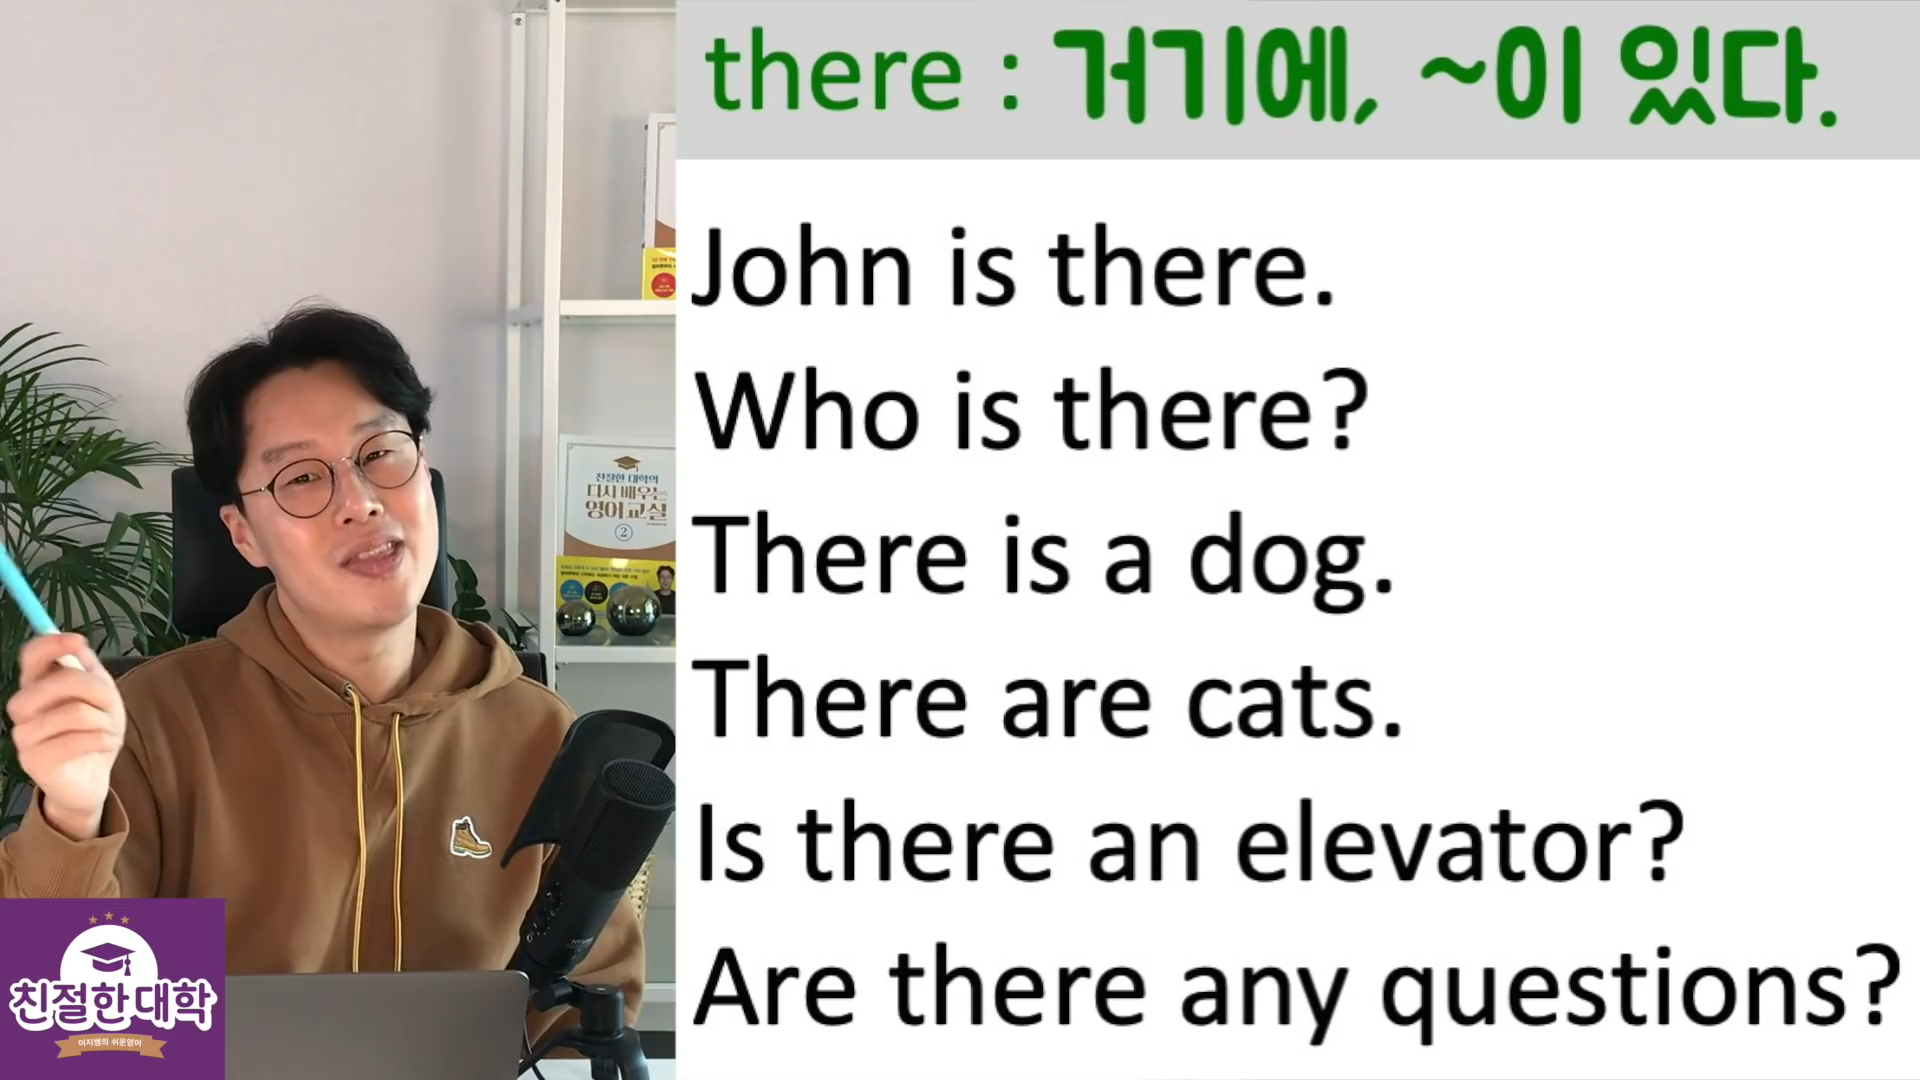 there : 거기에, ~이 있다.
John is there.
Who is there?
There is a dog.
There are cats.
Is there an elevator?
Are there any questions?
친절한 대학의
다시 배우는
영어 교실
2
친절한대학
이지쌤의 쉬운영어